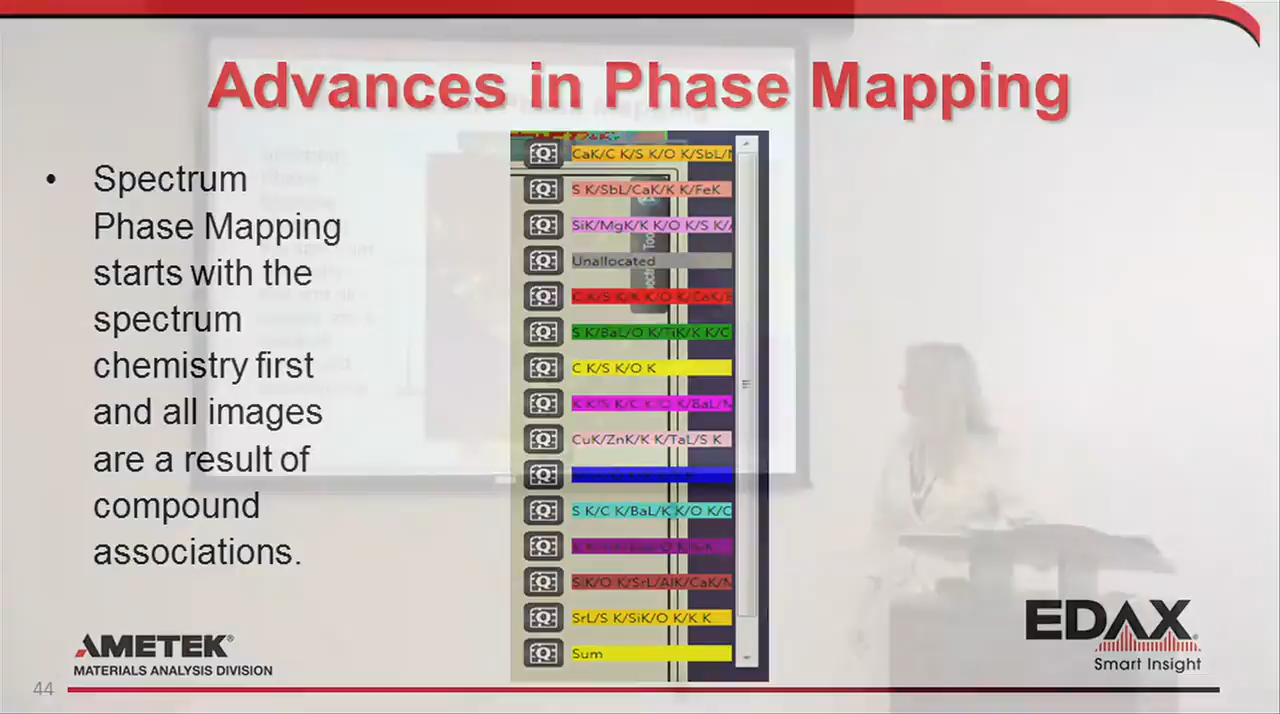 Advances in Phase Mapping
• Spectrum
Phase Mapping
starts with the
spectrum
chemistry first
and all images
are a result of
compound
associations.
CaK/C K/S K/O K/SbL/
S K/SbL/CaK/K K/FeK
SiK/MgK/K K/O K/S K/
Unallocated
C K/S K/K K/O K/CaK/
S K/BaL/O K/TiK/K K/C
C K/S K/O K
K K/S K/C K/O K/BaL/
CuK/ZnK/K K/TaL/S K
S K/C K/BaL/K K/O K/C
SiK/O K/SrL/AlK/CaK/
SrL/S K/SiK/O K/K K
Sum
AMETEK®
MATERIALS ANALYSIS DIVISION
EDAX
Smart Insight
44